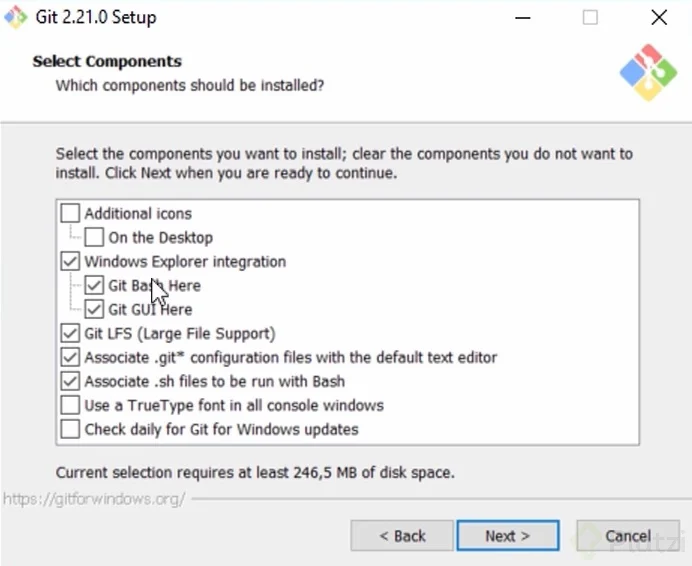 Git 2.21.0 Setup
Select Components
Which components should be installed?
Select the components you want to install; clear the components you do not want to
install. Click Next when you are ready to continue.
Additional icons
On the Desktop
Windows Explorer integration
Git Bash Here
Git GUI Here
Git LFS (Large File Support)
Associate .git* configuration files with the default text editor
Associate .sh files to be run with Bash
Use a TrueType font in all console windows
Check daily for Git for Windows updates
Current selection requires at least 246,5 MB of disk space.
https://gitforwindows.org/
< Back
Next >
Cancel
Platzi